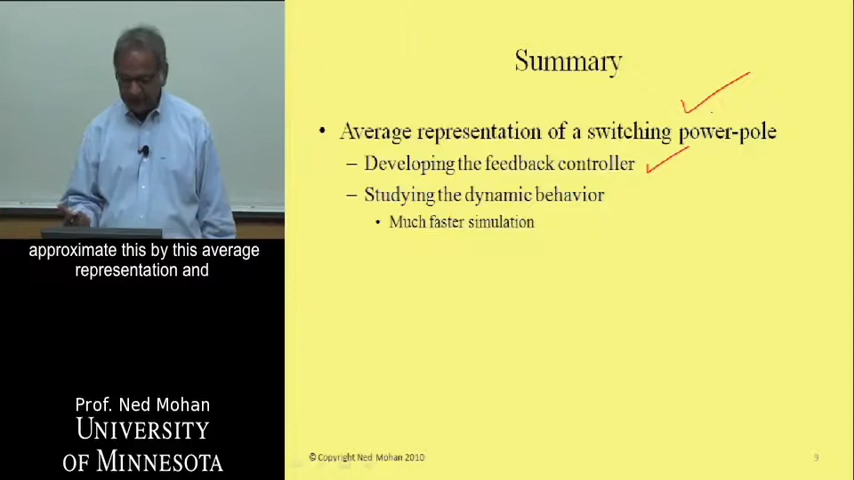 Summary
• Average representation of a switching power-pole
– Developing the feedback controller
– Studying the dynamic behavior
• Much faster simulation
approximate this by this average
representation and
Prof. Ned Mohan
UNIVERSITY
OF MINNESOTA
© Copyright Ned Mohan 2010
9